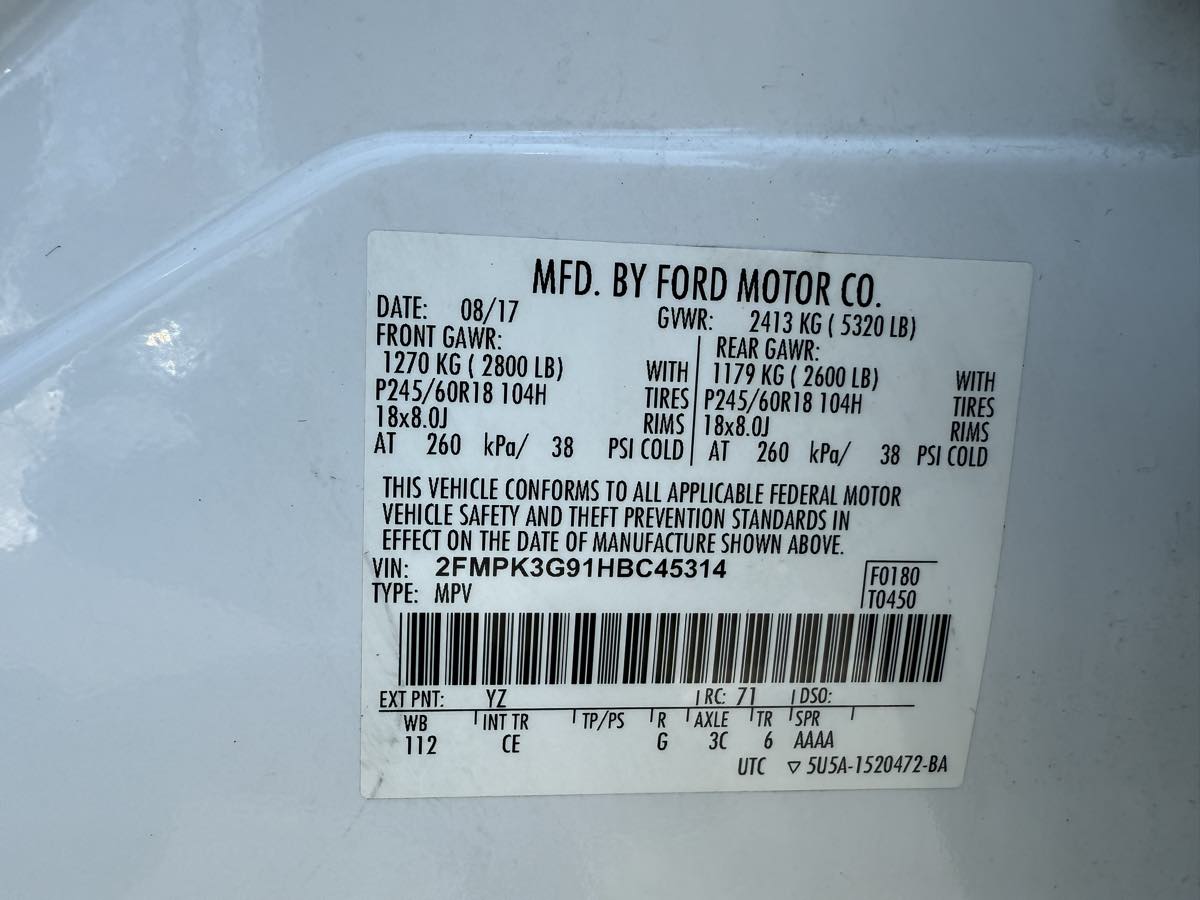 MFD. BY FORD MOTOR CO.
DATE: 08/17 GVWR: 2413 KG ( 5320 LB)
FRONT GAWR: REAR GAWR:
1270 KG ( 2800 LB) WITH 1179 KG ( 2600 LB) WITH
P245/60R18 104H TIRES P245/60R18 104H TIRES
18x8.0J RIMS 18x8.0J RIMS
AT 260 kPa/ 38 PSI COLD AT 260 kPa/ 38 PSI COLD
THIS VEHICLE CONFORMS TO ALL APPLICABLE FEDERAL MOTOR
VEHICLE SAFETY AND THEFT PREVENTION STANDARDS IN
EFFECT ON THE DATE OF MANUFACTURE SHOWN ABOVE.
VIN: 2FMPK3G91HBC45314 F0180
TYPE: MPV T0450
EXT PNT: YZ RC: 71 DSO:
WB INT TR TP/PS R AXLE TR SPR
112 CE G 3C 6 AAAA
UTC ▽ 5U5A-1520472-BA